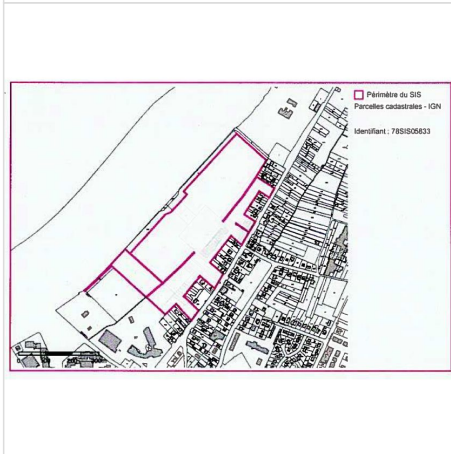 Périmètre du SIS
Parcelles cadastrales - IGN
Identifiant : 78SIS05833